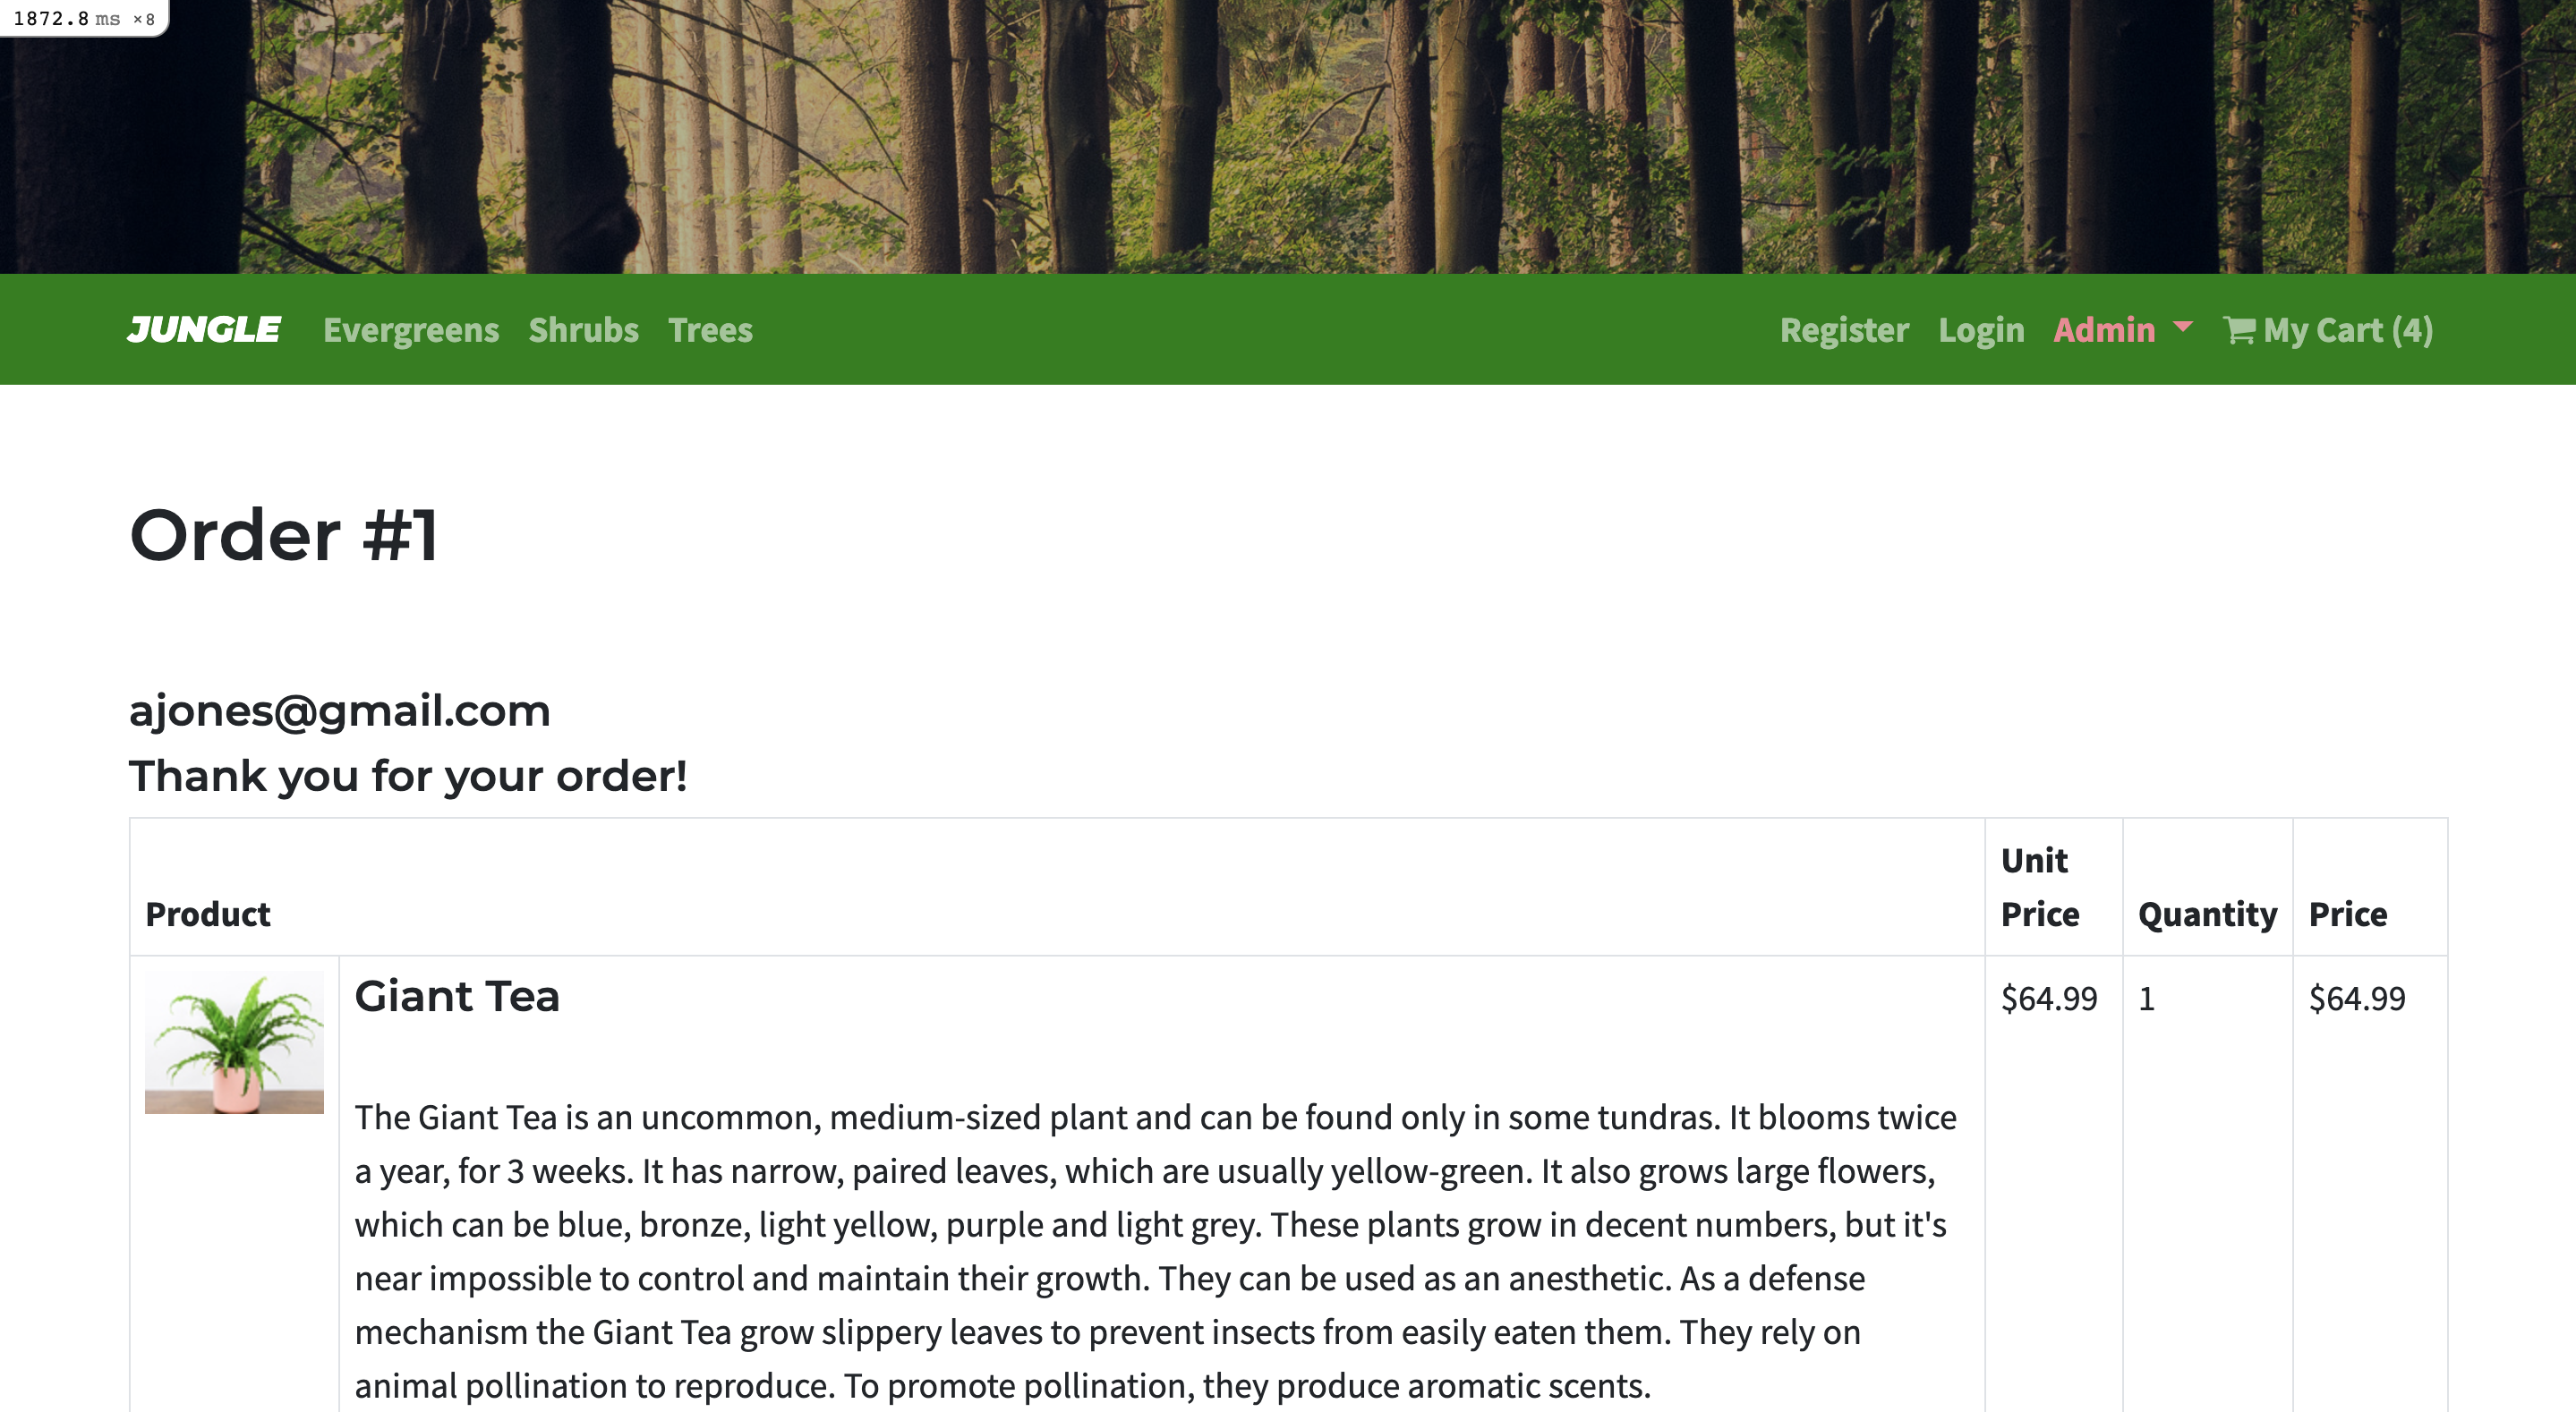 1872.8 ms ×8
JUNGLE Evergreens Shrubs Trees Register Login Admin My Cart (4)
Order #1
ajones@gmail.com
Thank you for your order!
Product Unit Price Quantity Price
Giant Tea $64.99 1 $64.99
The Giant Tea is an uncommon, medium-sized plant and can be found only in some tundras. It blooms twice
a year, for 3 weeks. It has narrow, paired leaves, which are usually yellow-green. It also grows large flowers,
which can be blue, bronze, light yellow, purple and light grey. These plants grow in decent numbers, but it's
near impossible to control and maintain their growth. They can be used as an anesthetic. As a defense
mechanism the Giant Tea grow slippery leaves to prevent insects from easily eaten them. They rely on
animal pollination to reproduce. To promote pollination, they produce aromatic scents.